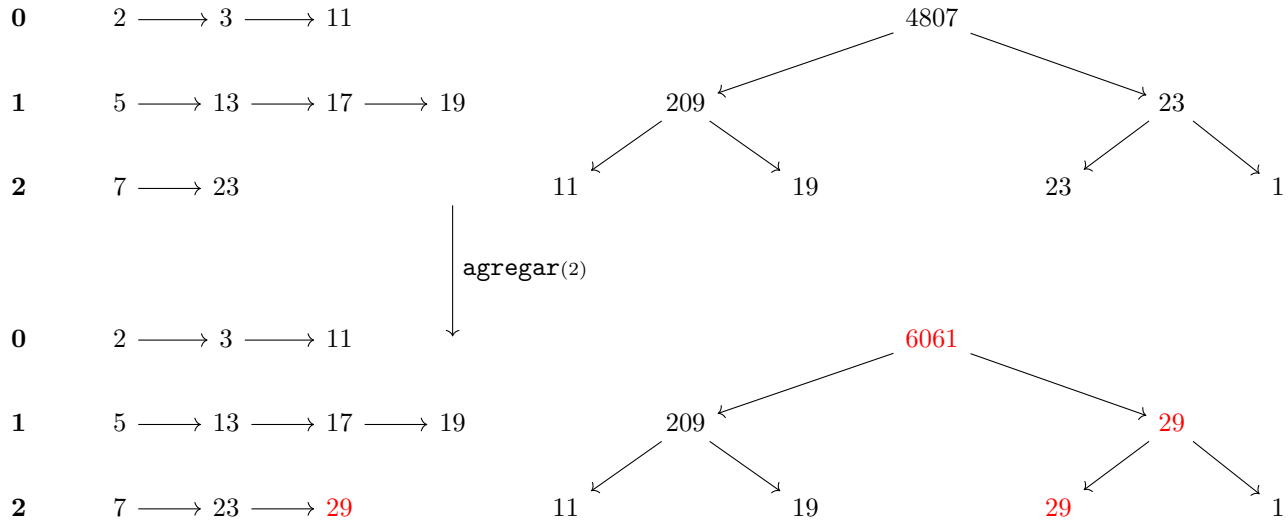 0 2 3 11 4807
1 5 13 17 19 209 23
2 7 23 11 19 23 1
agregar(2)
0 2 3 11 6061
1 5 13 17 19 209 29
2 7 23 29 11 19 29 1